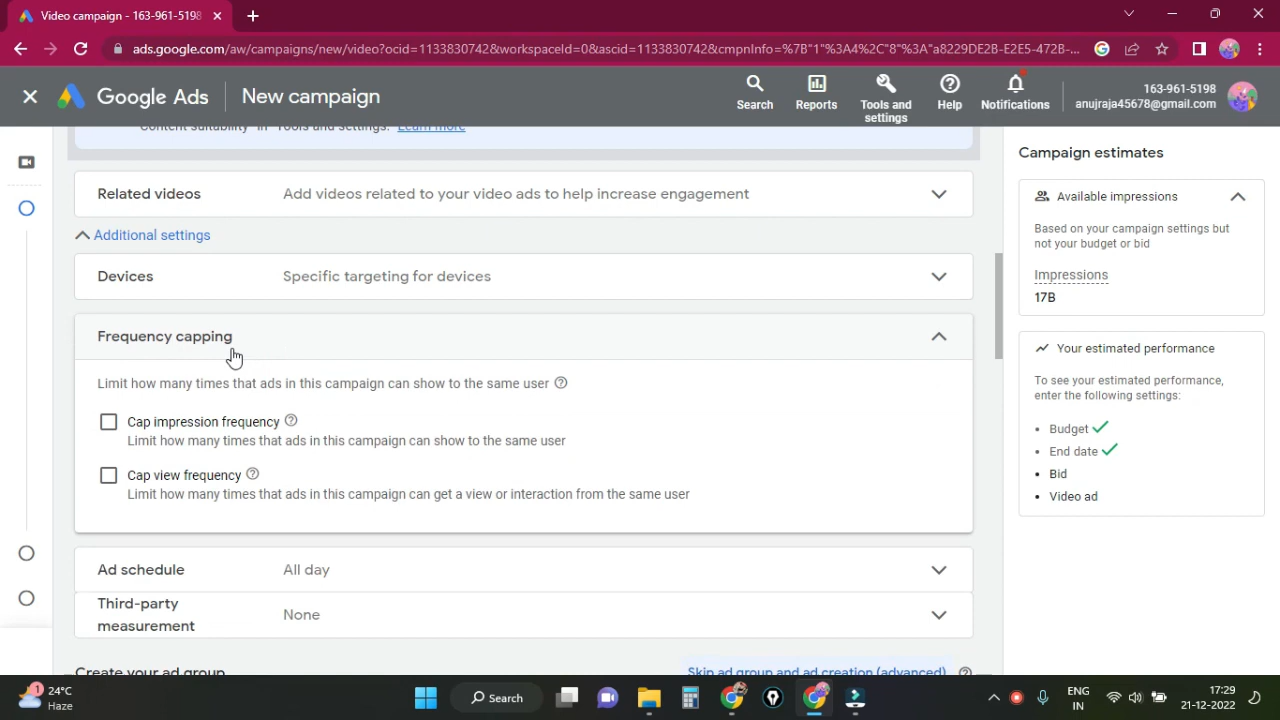 Video campaign - 163-961-5198
ads.google.com/aw/campaigns/new/video?ocid=1133830742&workspaceId=0&ascid=1133830742&cmpnInfo=%7B"1"%3A4%2C"8"%3A"a8229DE2B-E2E5-472B-...
Google Ads
New campaign
Search
Reports
Tools and
settings
Help
Notifications
163-961-5198
anujraja45678@gmail.com
"Content suitability" in "Tools and settings." Learn more
Related videos Add videos related to your video ads to help increase engagement
Additional settings
Devices Specific targeting for devices
Frequency capping
Limit how many times that ads in this campaign can show to the same user
Cap impression frequency
Limit how many times that ads in this campaign can show to the same user
Cap view frequency
Limit how many times that ads in this campaign can get a view or interaction from the same user
Ad schedule All day
Third-party
measurement None
Create your ad group Skip ad group and ad creation (advanced)
Campaign estimates
Available impressions
Based on your campaign settings but
not your budget or bid
Impressions
17B
Your estimated performance
To see your estimated performance,
enter the following settings:
• Budget
• End date
• Bid
• Video ad
1
24°C
Haze
Search
ENG
IN
17:29
21-12-2022